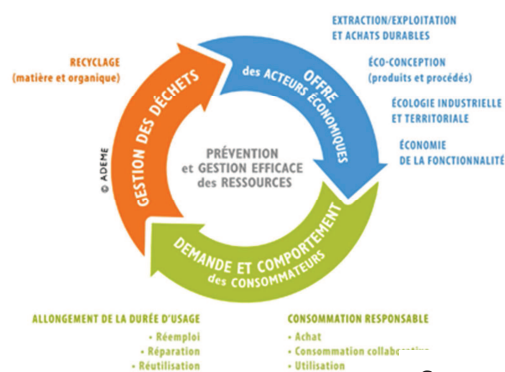 EXTRACTION/EXPLOITATION
ET ACHATS DURABLES
ÉCO-CONCEPTION
(produits et procédés)
ÉCOLOGIE INDUSTRIELLE
ET TERRITORIALE
ÉCONOMIE
DE LA FONCTIONNALITÉ
RECYCLAGE
(matière et organique)
OFFRE
des ACTEURS ÉCONOMIQUES
GESTION DES DÉCHETS
PRÉVENTION
et GESTION EFFICACE
des RESSOURCES
© ADEME
DEMANDE ET COMPORTEMENT
des CONSOMMATEURS
ALLONGEMENT DE LA DURÉE D'USAGE
• Réemploi
• Réparation
• Réutilisation
CONSOMMATION RESPONSABLE
• Achat
• Consommation
• Utilisation